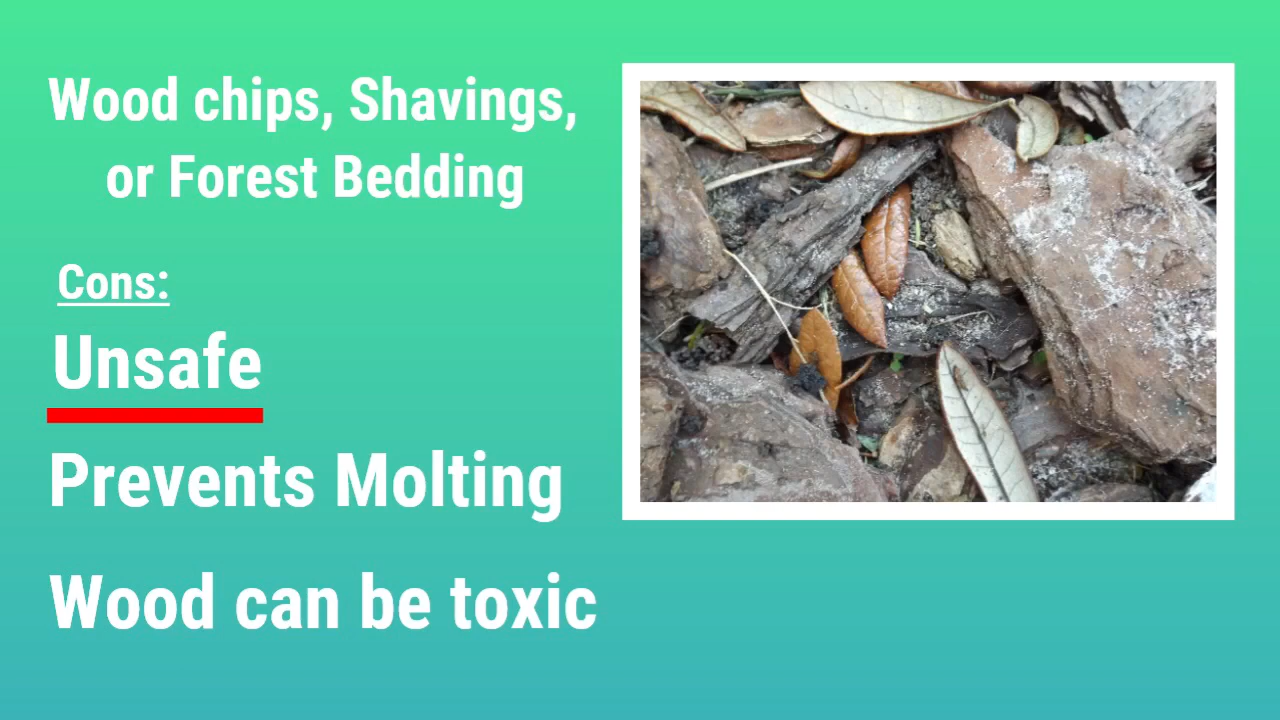 Wood chips, Shavings,
or Forest Bedding
Cons:
Unsafe
Prevents Molting
Wood can be toxic